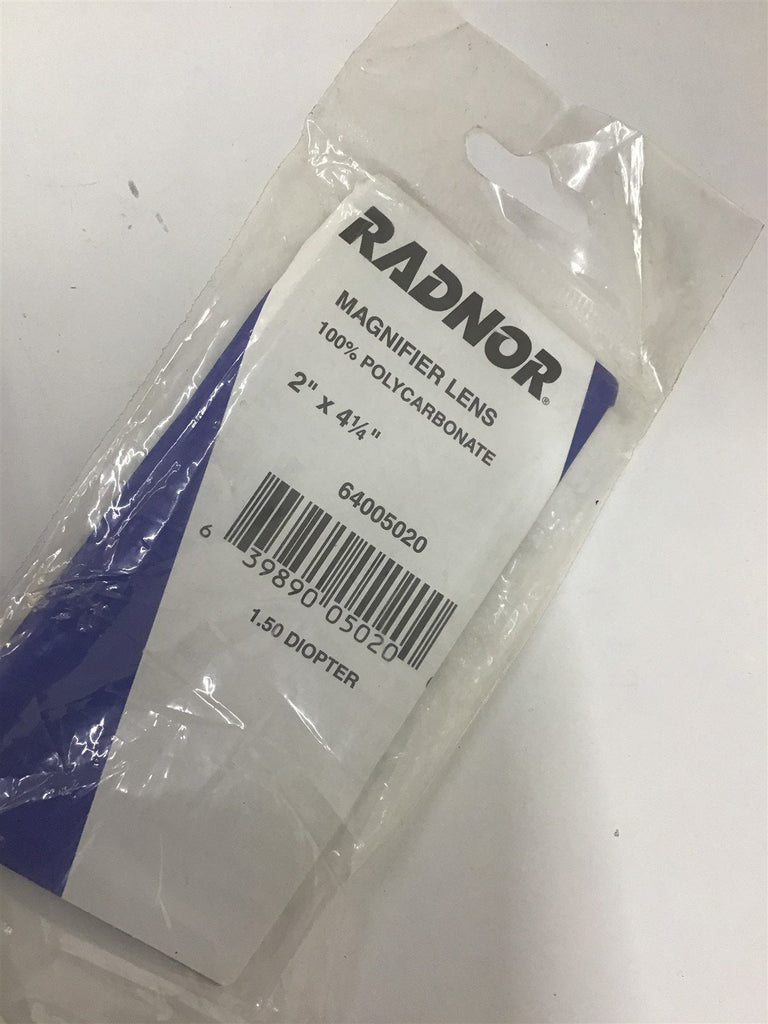 RADNOR®
MAGNIFIER LENS
100% POLYCARBONATE
2" x 4¼"
64005020
6 39890 05020
1.50 DIOPTER